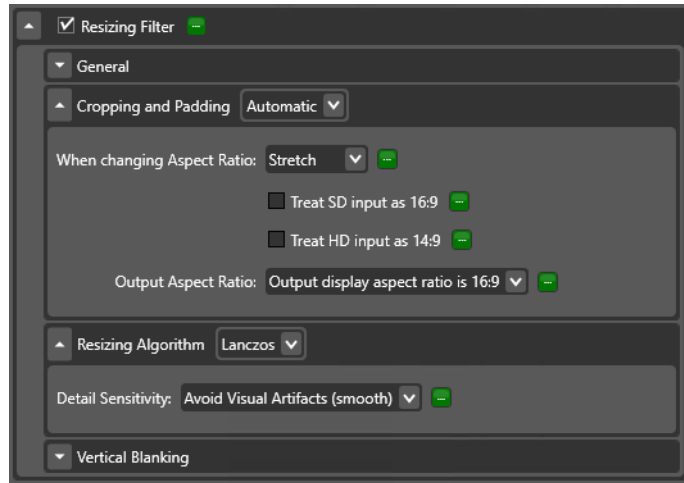 Resizing Filter
General
Cropping and Padding Automatic
When changing Aspect Ratio: Stretch
Treat SD input as 16:9
Treat HD input as 14:9
Output Aspect Ratio: Output display aspect ratio is 16:9
Resizing Algorithm Lanczos
Detail Sensitivity: Avoid Visual Artifacts (smooth)
Vertical Blanking